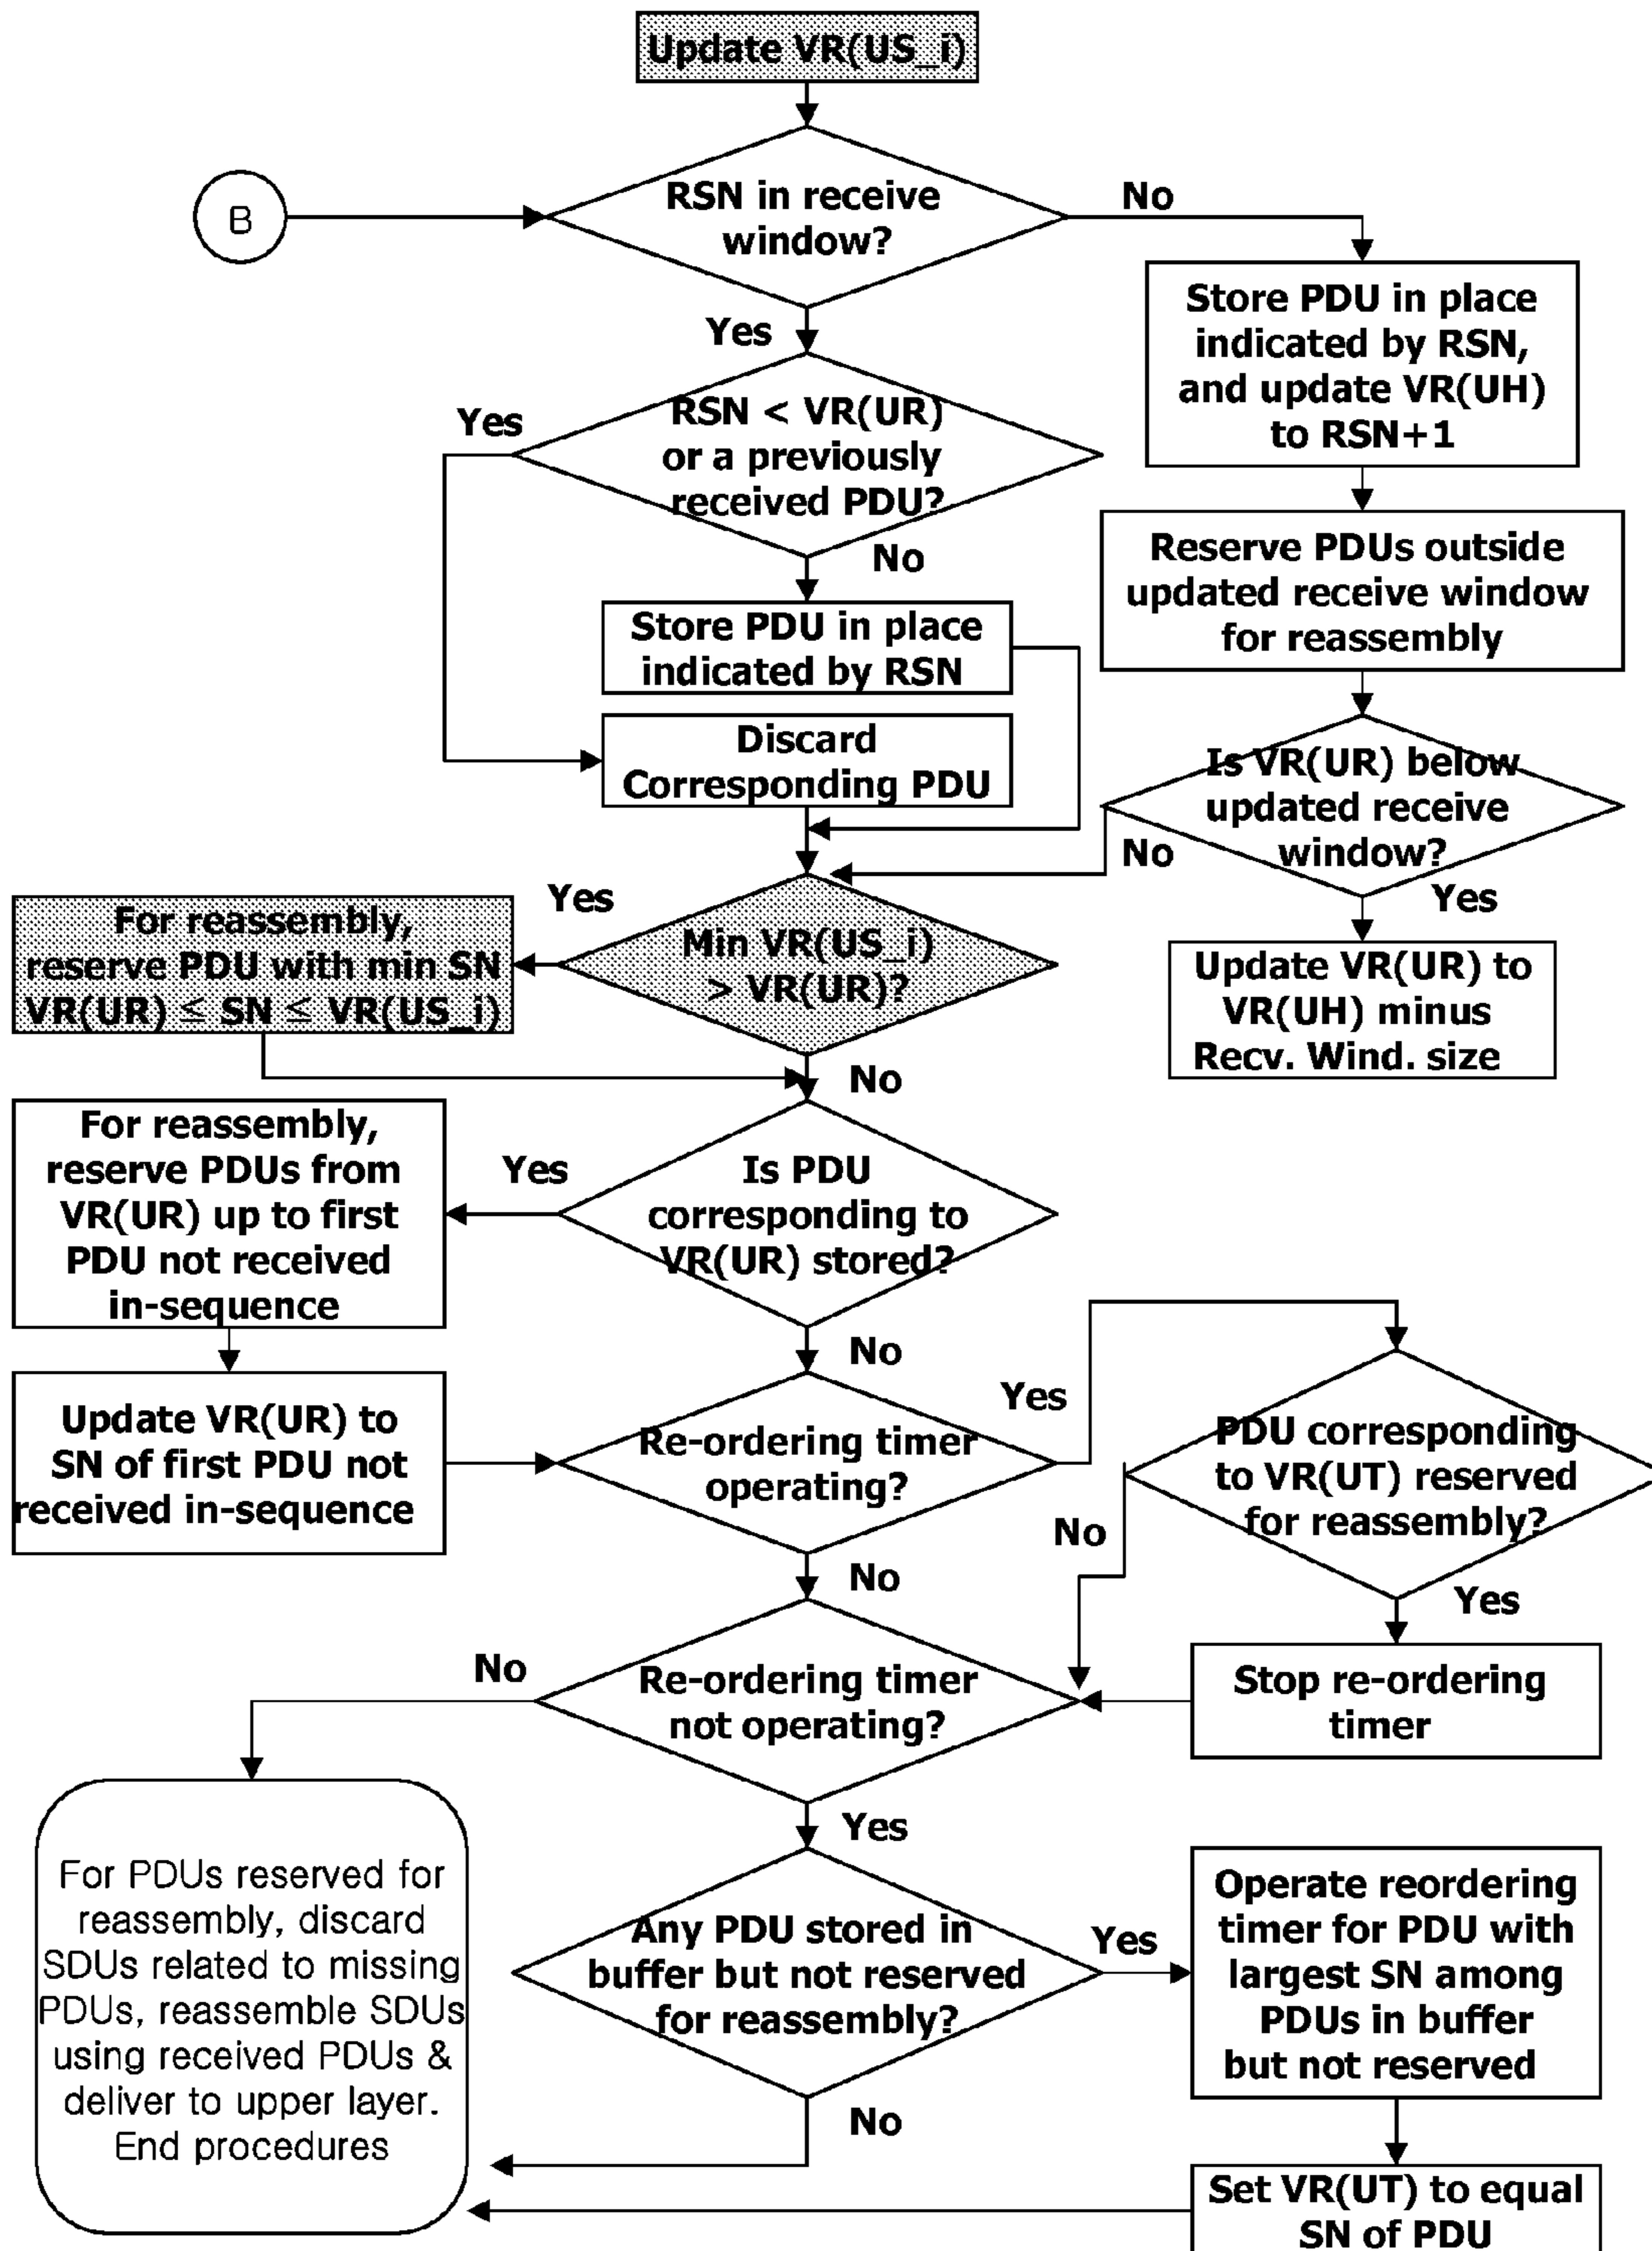 Update VR(US_i)
B
RSN in receive
window?
No
Yes
Store PDU in place
indicated by RSN,
and update VR(UH)
to RSN+1
RSN < VR(UR)
or a previously
received PDU?
Yes
No
Reserve PDUs outside
updated receive window
for reassembly
Store PDU in place
indicated by RSN
Discard
Corresponding PDU
Is VR(UR) below
updated receive
window?
No
Yes
Update VR(UR) to
VR(UH) minus
Recv. Wind. size
Min VR(US_i)
> VR(UR)?
Yes
For reassembly,
reserve PDU with min SN
VR(UR) ≤ SN ≤ VR(US_i)
No
Is PDU
corresponding to
VR(UR) stored?
Yes
For reassembly,
reserve PDUs from
VR(UR) up to first
PDU not received
in-sequence
No
Update VR(UR) to
SN of first PDU not
received in-sequence
Re-ordering timer
operating?
Yes
PDU corresponding
to VR(UT) reserved
for reassembly?
No
No
Yes
Stop re-ordering
timer
Re-ordering timer
not operating?
No
Yes
Any PDU stored in
buffer but not reserved
for reassembly?
Yes
Operate reordering
timer for PDU with
largest SN among
PDUs in buffer
but not reserved
No
Set VR(UT) to equal
SN of PDU
For PDUs reserved for
reassembly, discard
SDUs related to missing
PDUs, reassemble SDUs
using received PDUs &
deliver to upper layer.
End procedures